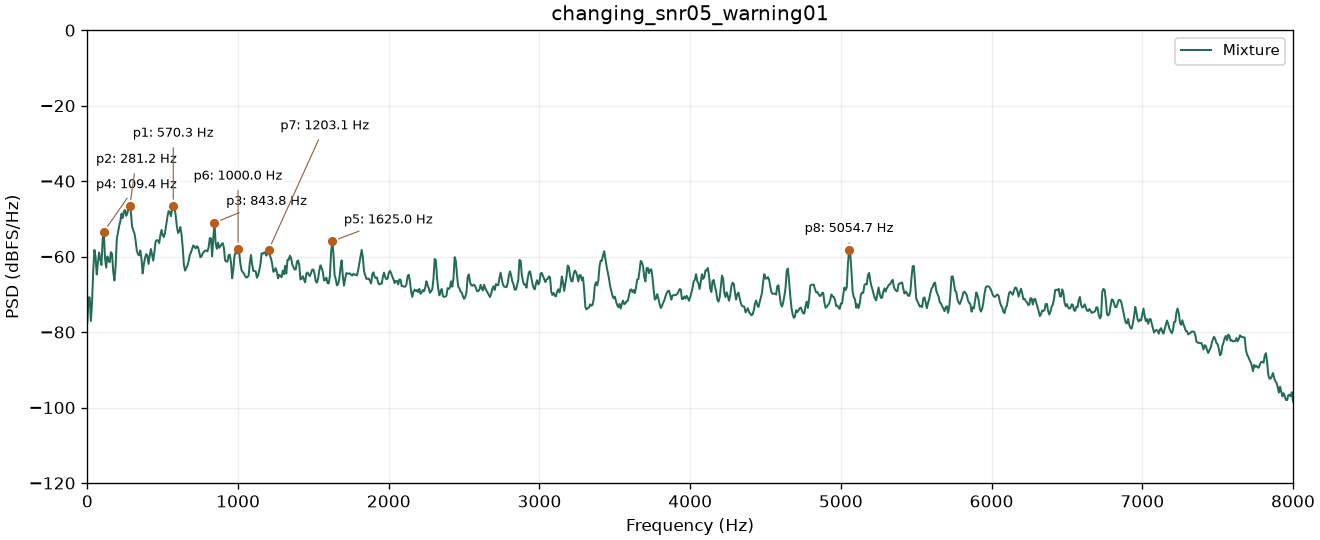 changing_snr05_warning01
Mixture
p7: 1203.1 Hz
p1: 570.3 Hz
p2: 281.2 Hz
p6: 1000.0 Hz
p4: 109.4 Hz
p3: 843.8 Hz
p5: 1625.0 Hz
p8: 5054.7 Hz
PSD (dBFS/Hz)
0
−20
−40
−60
−80
−100
−120
0 1000 2000 3000 4000 5000 6000 7000 8000
Frequency (Hz)